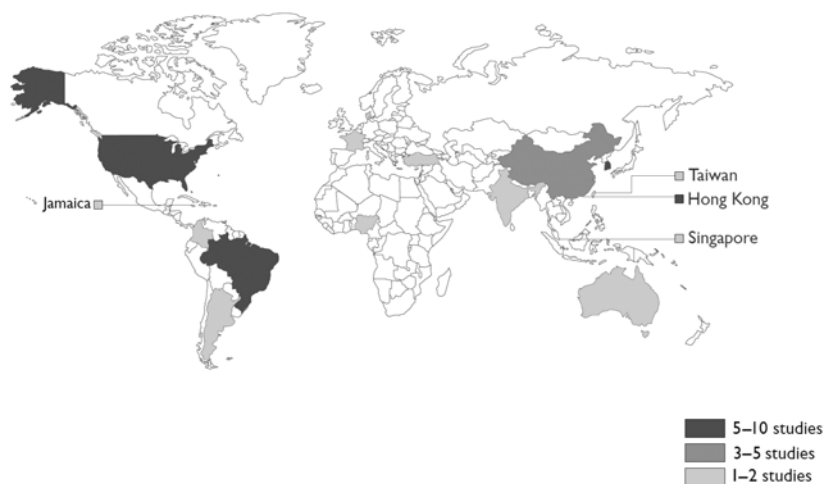 Taiwan
Jamaica
Hong Kong
Singapore
5–10 studies
3–5 studies
1–2 studies